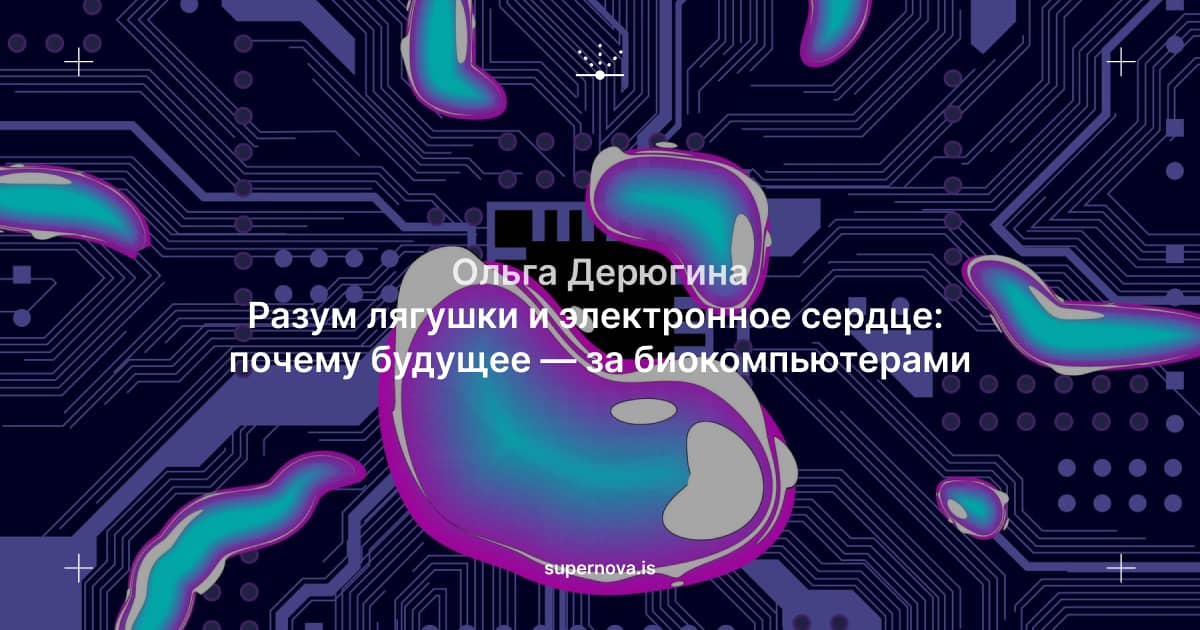 Ольга Дерюгина
Разум лягушки и электронное сердце:
почему будущее — за биокомпьютерами
supernova.is